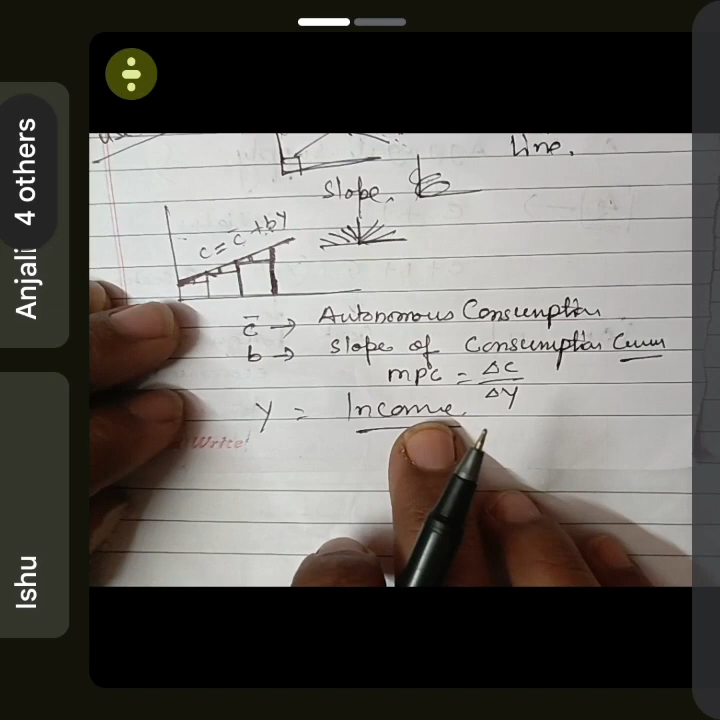 Line.
Slope.
C = C̅ + bY
C̅ → Autonomous Consumption
b → Slope of Consumption Curve
mpc = ΔC/ΔY
Y = Income.
Write!
Anjali 4 others
Ishu